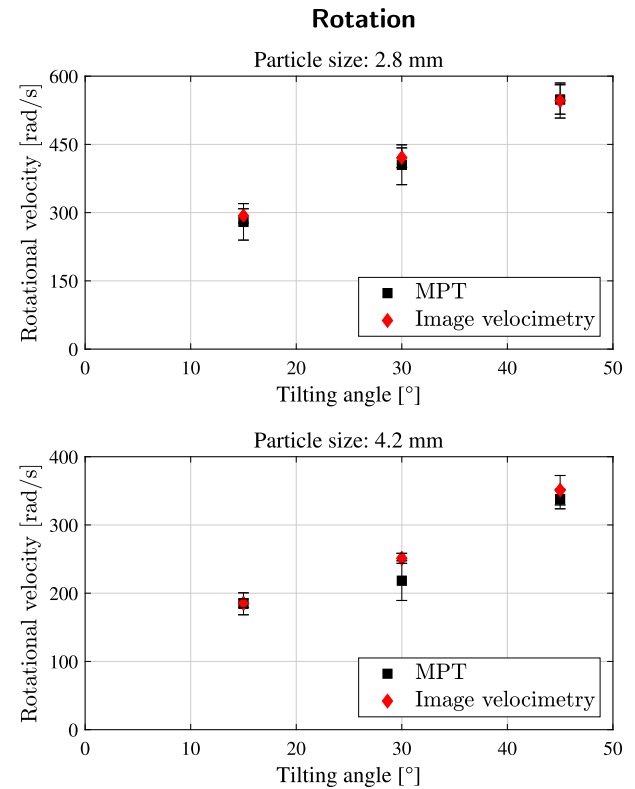 Rotation
Particle size: 2.8 mm
Rotational velocity [rad/s]
600
450
300
150
0
MPT
Image velocimetry
0 10 20 30 40 50
Tilting angle [°]
Particle size: 4.2 mm
Rotational velocity [rad/s]
400
300
200
100
0
MPT
Image velocimetry
0 10 20 30 40 50
Tilting angle [°]